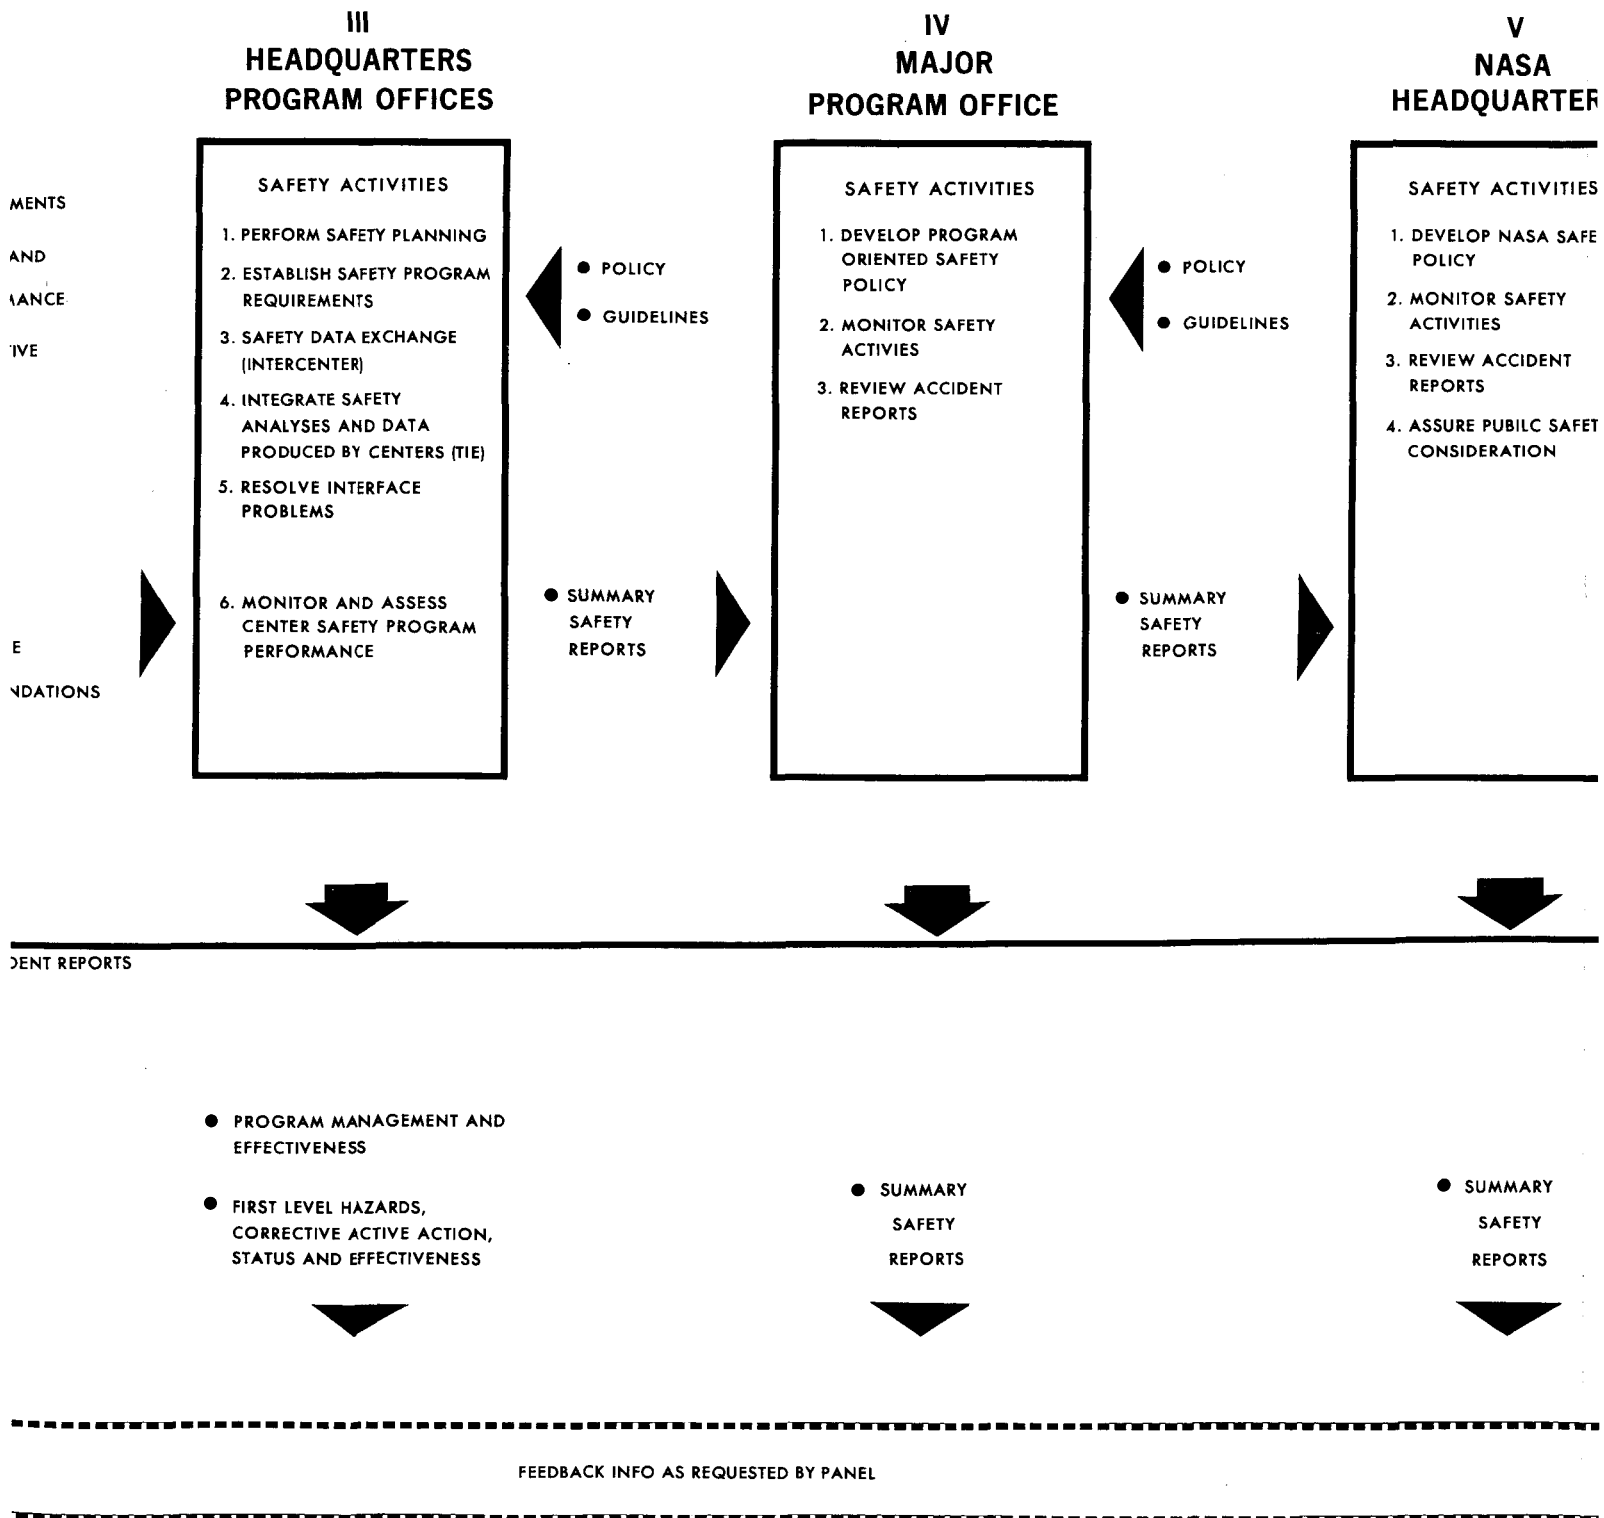 III
HEADQUARTERS
PROGRAM OFFICES
IV
MAJOR
PROGRAM OFFICE
V
NASA
HEADQUARTER
MENTS
AND
IANCE
IVE
E
NDATIONS
SAFETY ACTIVITIES
1. PERFORM SAFETY PLANNING
2. ESTABLISH SAFETY PROGRAM
REQUIREMENTS
3. SAFETY DATA EXCHANGE
(INTERCENTER)
4. INTEGRATE SAFETY
ANALYSES AND DATA
PRODUCED BY CENTERS (TIE)
5. RESOLVE INTERFACE
PROBLEMS
6. MONITOR AND ASSESS
CENTER SAFETY PROGRAM
PERFORMANCE
● POLICY
● GUIDELINES
● SUMMARY
SAFETY
REPORTS
SAFETY ACTIVITIES
1. DEVELOP PROGRAM
ORIENTED SAFETY
POLICY
2. MONITOR SAFETY
ACTIVIES
3. REVIEW ACCIDENT
REPORTS
● POLICY
● GUIDELINES
● SUMMARY
SAFETY
REPORTS
SAFETY ACTIVITIES
1. DEVELOP NASA SAFE
POLICY
2. MONITOR SAFETY
ACTIVITIES
3. REVIEW ACCIDENT
REPORTS
4. ASSURE PUBILC SAFET
CONSIDERATION
DENT REPORTS
● PROGRAM MANAGEMENT AND
EFFECTIVENESS
● FIRST LEVEL HAZARDS,
CORRECTIVE ACTIVE ACTION,
STATUS AND EFFECTIVENESS
● SUMMARY
SAFETY
REPORTS
● SUMMARY
SAFETY
REPORTS
FEEDBACK INFO AS REQUESTED BY PANEL